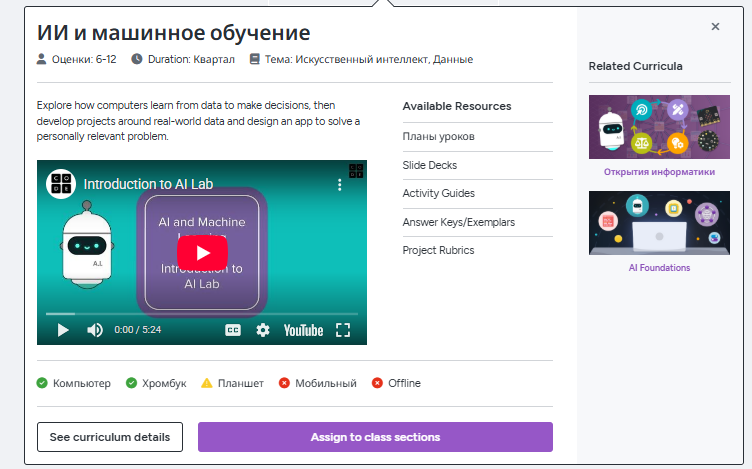 ИИ и машинное обучение
Оценки: 6-12 Duration: Квартал Тема: Искусственный интеллект, Данные
Explore how computers learn from data to make decisions, then
develop projects around real-world data and design an app to solve a
personally relevant problem.
CODE
Introduction to AI Lab
AI and Machine
Introduction to
AI Lab
A.I.
0:00 / 5:24
CC
YouTube
Available Resources
Планы уроков
Slide Decks
Activity Guides
Answer Keys/Exemplars
Project Rubrics
Компьютер Хромбук Планшет Мобильный Offline
See curriculum details
Assign to class sections
Related Curricula
Открытия информатики
AI Foundations